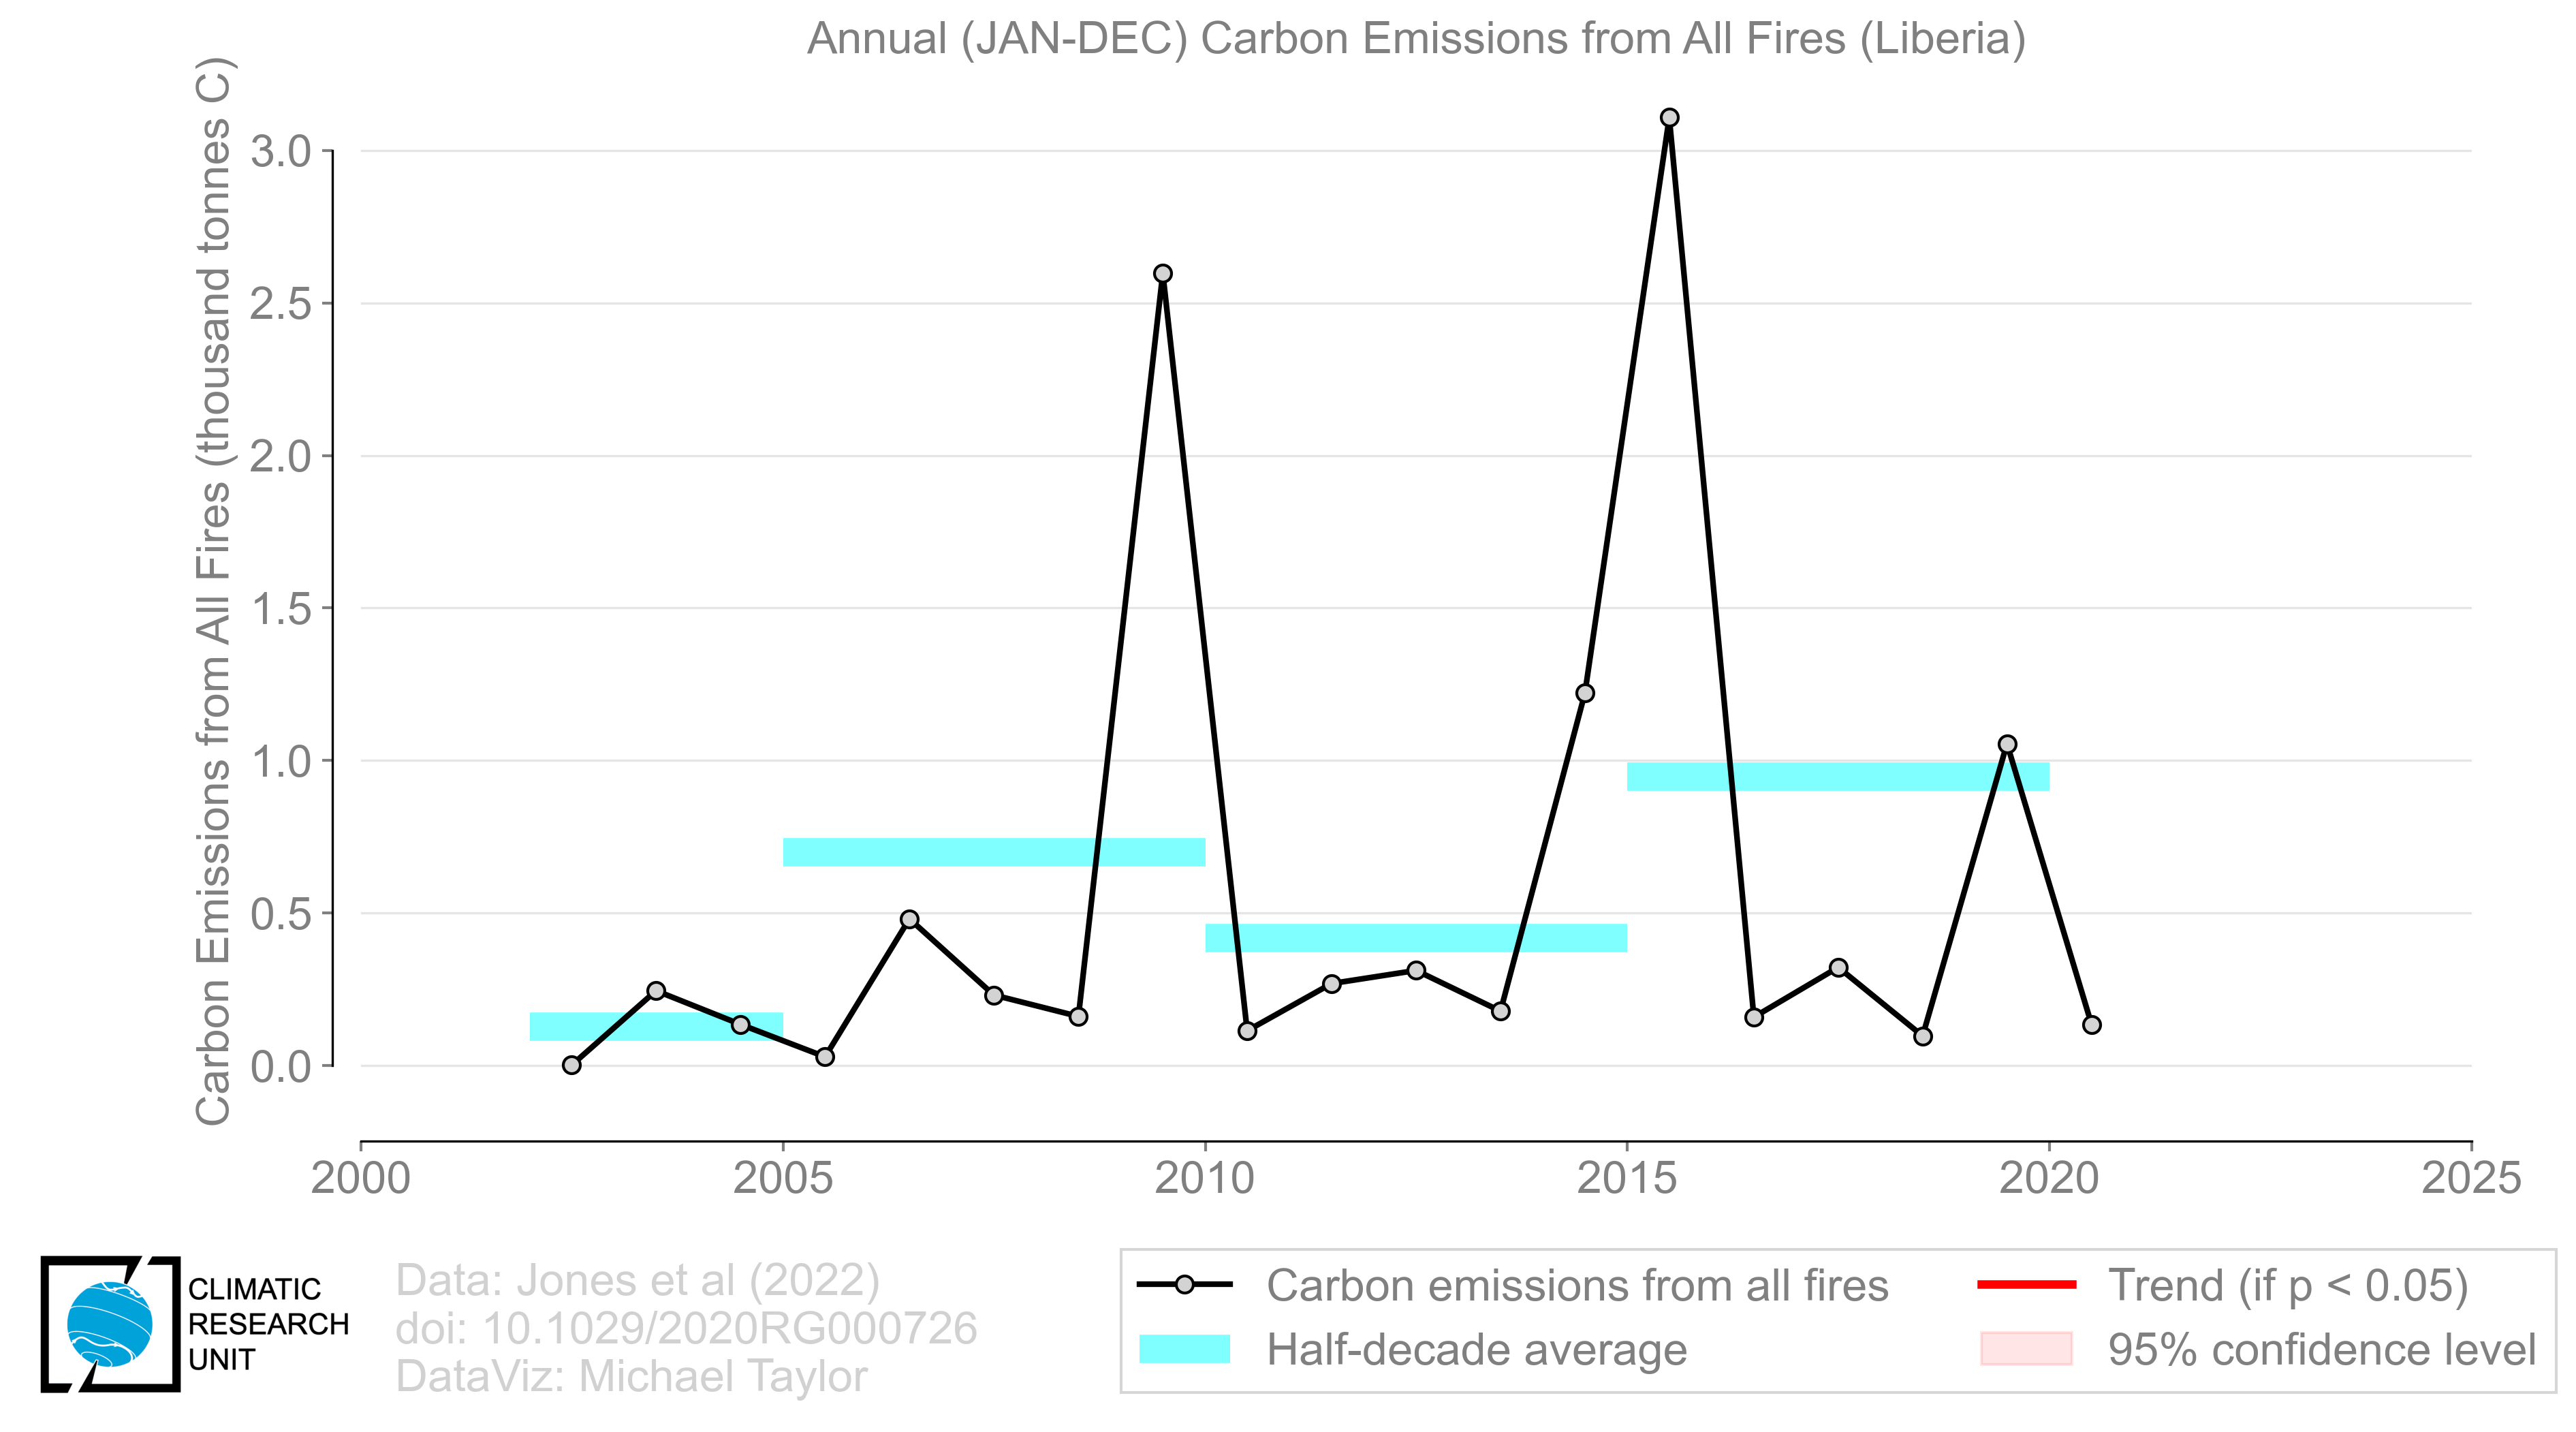 Annual (JAN-DEC) Carbon Emissions from All Fires (Liberia)
Carbon Emissions from All Fires (thousand tonnes C)
3.0
2.5
2.0
1.5
1.0
0.5
0.0
2000 2005 2010 2015 2020 2025
CLIMATIC
RESEARCH
UNIT
Data: Jones et al (2022)
doi: 10.1029/2020RG000726
DataViz: Michael Taylor
Carbon emissions from all fires
Half-decade average
Trend (if p < 0.05)
95% confidence level